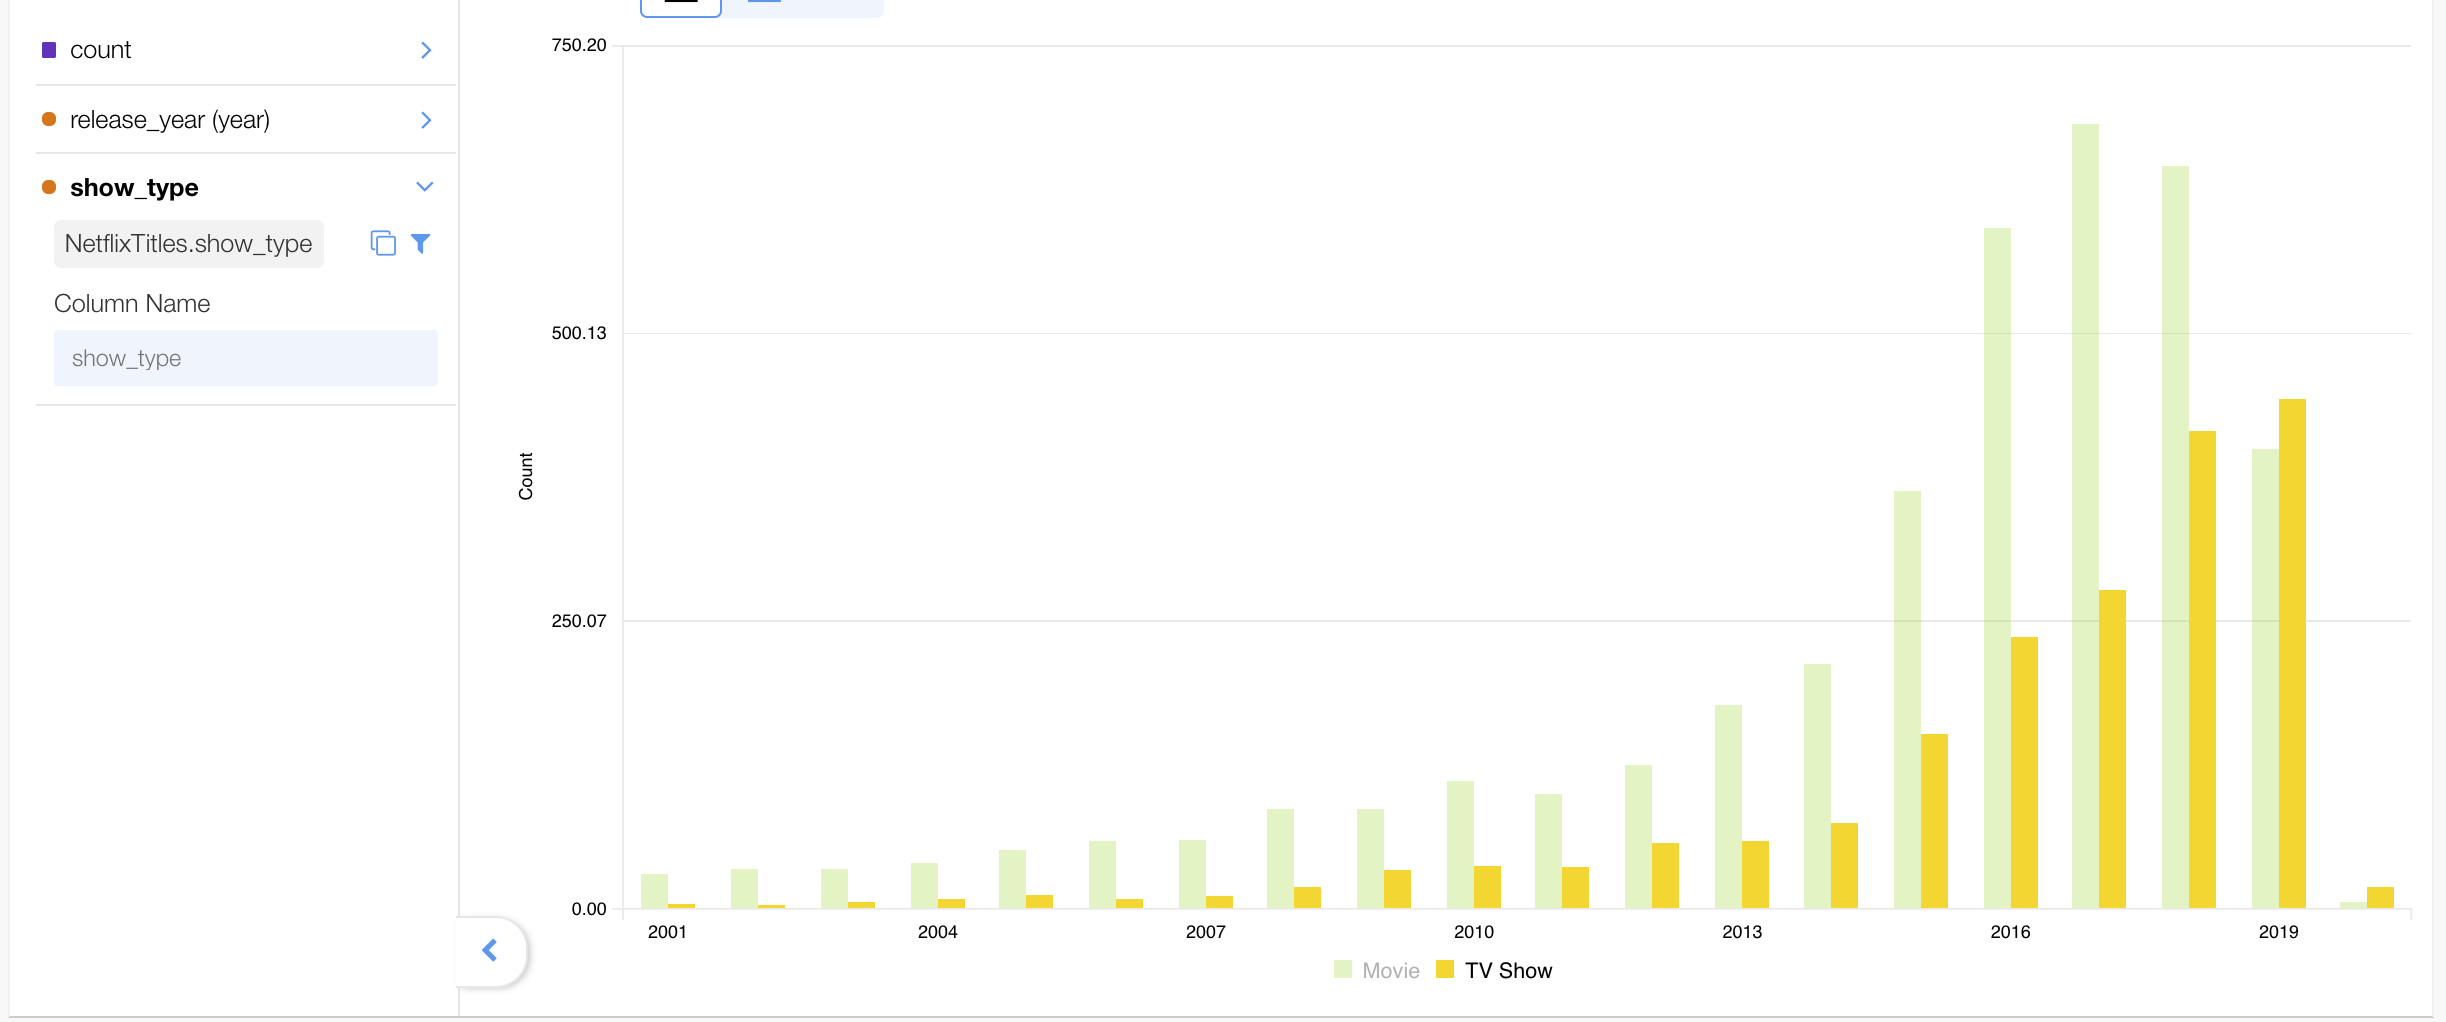 count
release_year (year)
show_type
NetflixTitles.show_type
Column Name
show_type
750.20
500.13
250.07
0.00
Count
2001 2004 2007 2010 2013 2016 2019
Movie TV Show